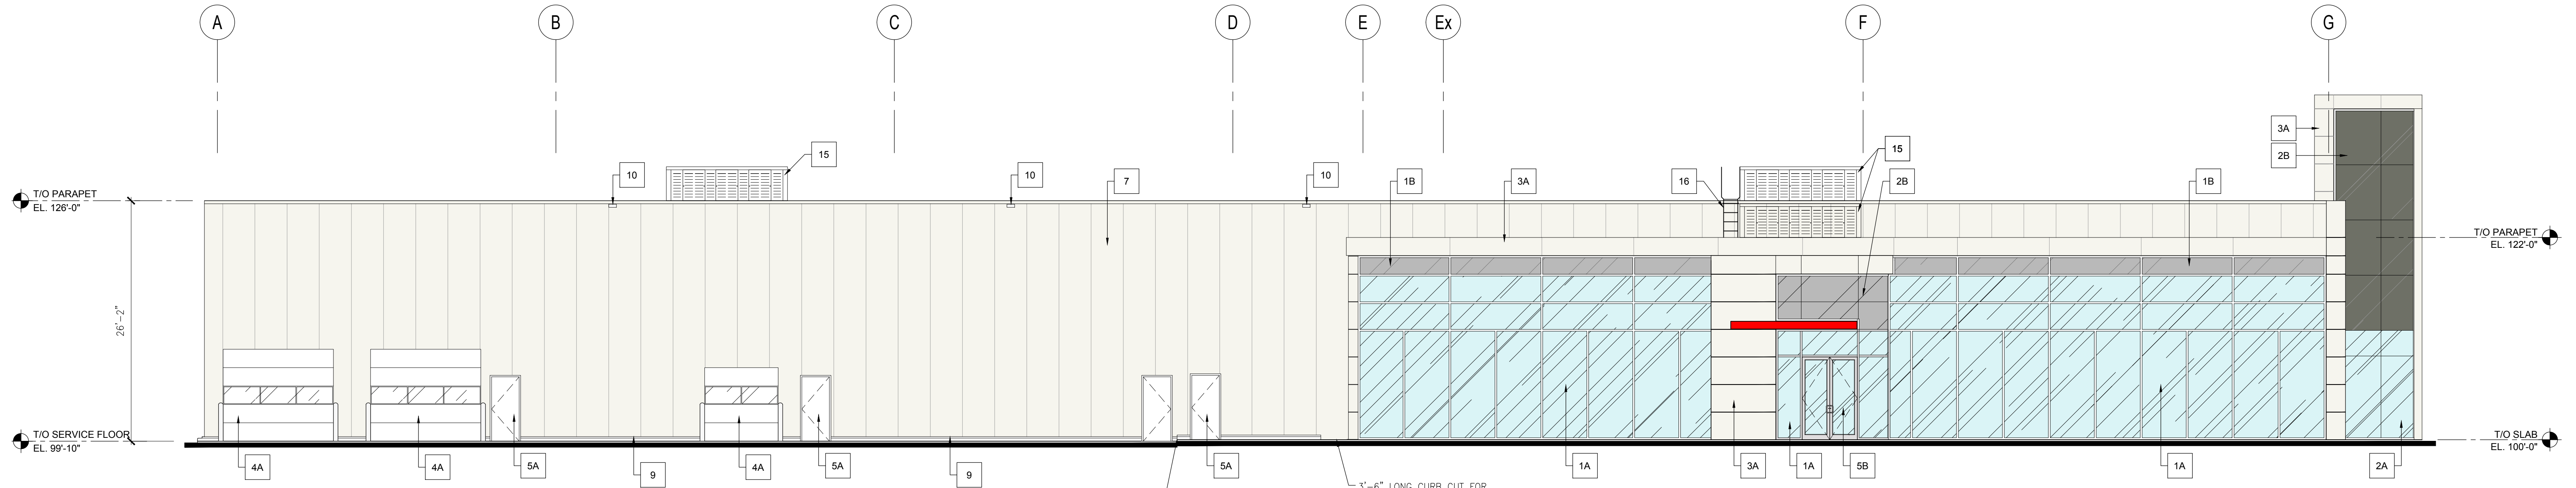 A B C D E Ex F G
3A
15 15 2B
10 10 10 7 1B 3A 16 2B 1B
T/O PARAPET
EL. 126'-0"
T/O PARAPET
EL. 122'-0"
26'-2"
T/O SERVICE FLOOR
EL. 99'-10"
T/O SLAB
EL. 100'-0"
4A 4A 5A 9 4A 5A 9 5A 1A 3A 1A 5B 1A 2A
3'-6" LONG CURB CUT FOR